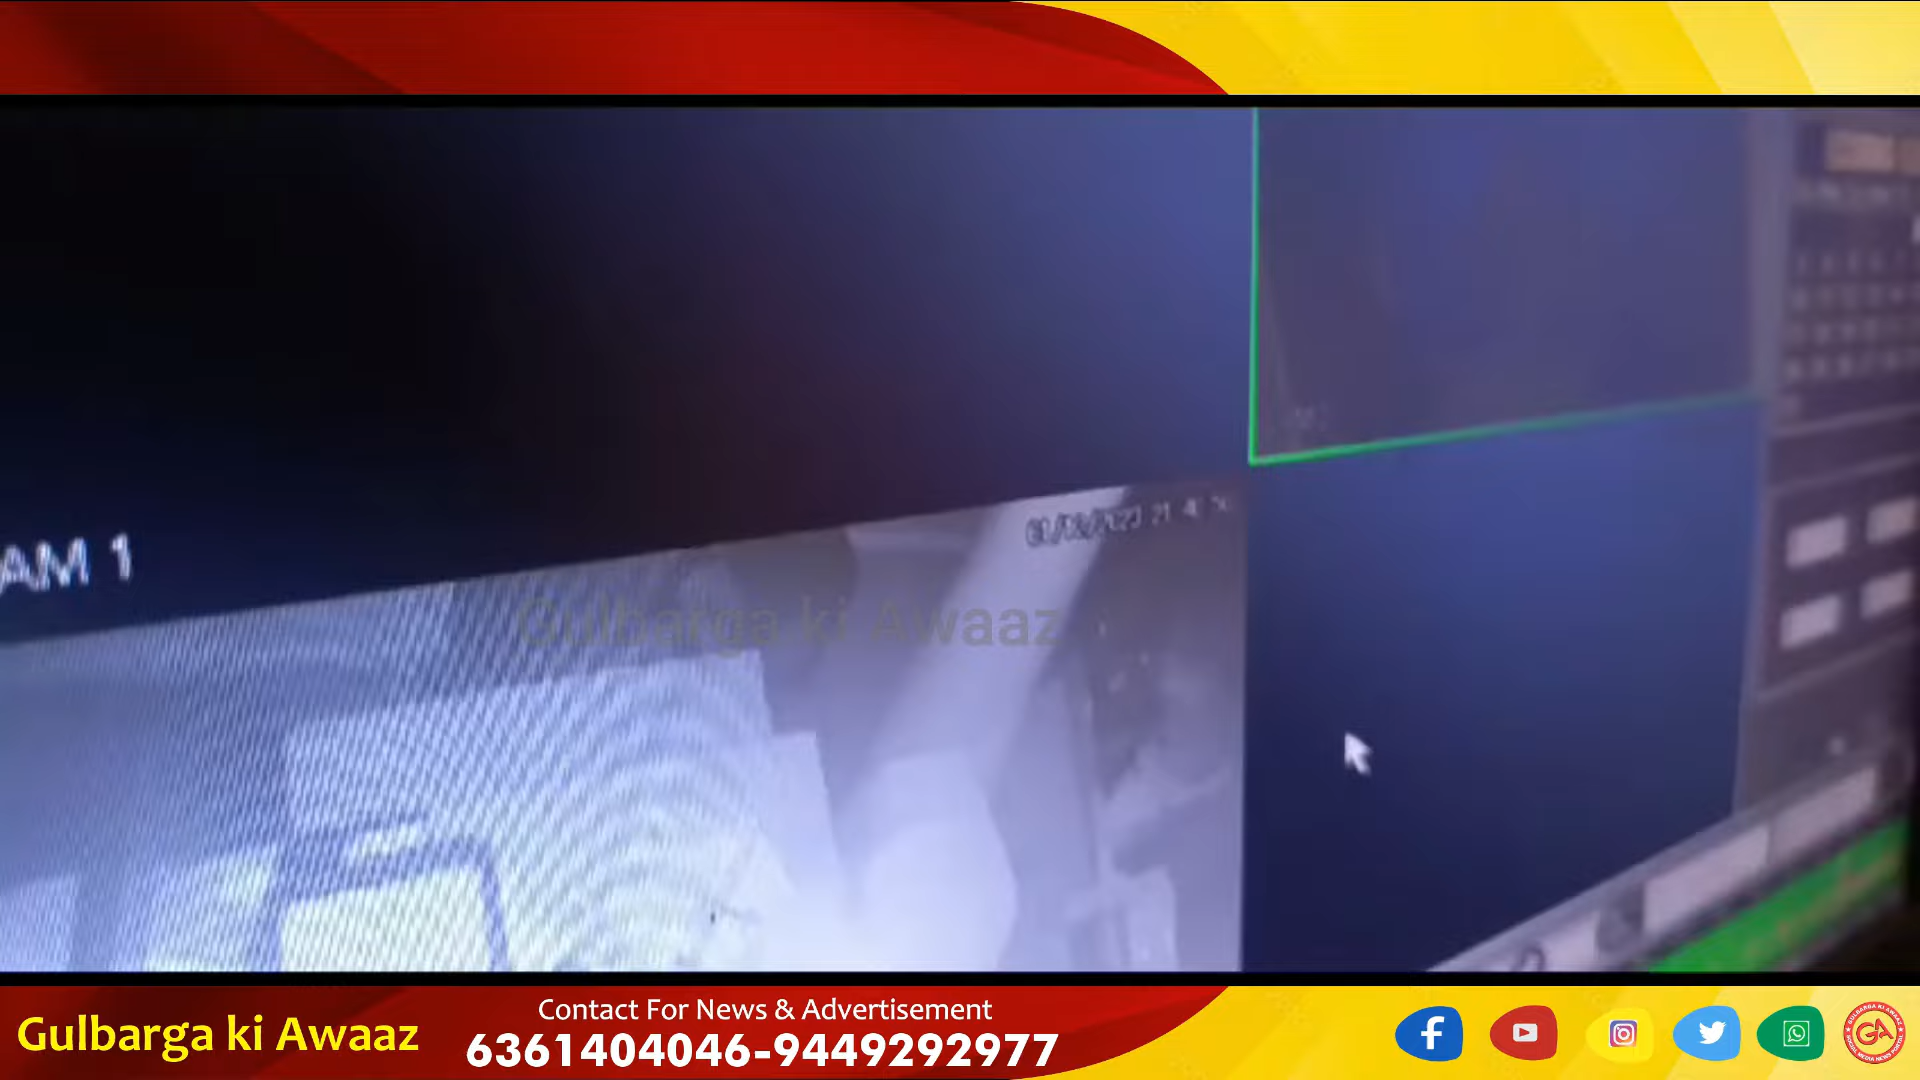 AM 1
Gulbarga ki Awaaz
Gulbarga ki Awaaz
Contact For News & Advertisement
6361404046-9449292977